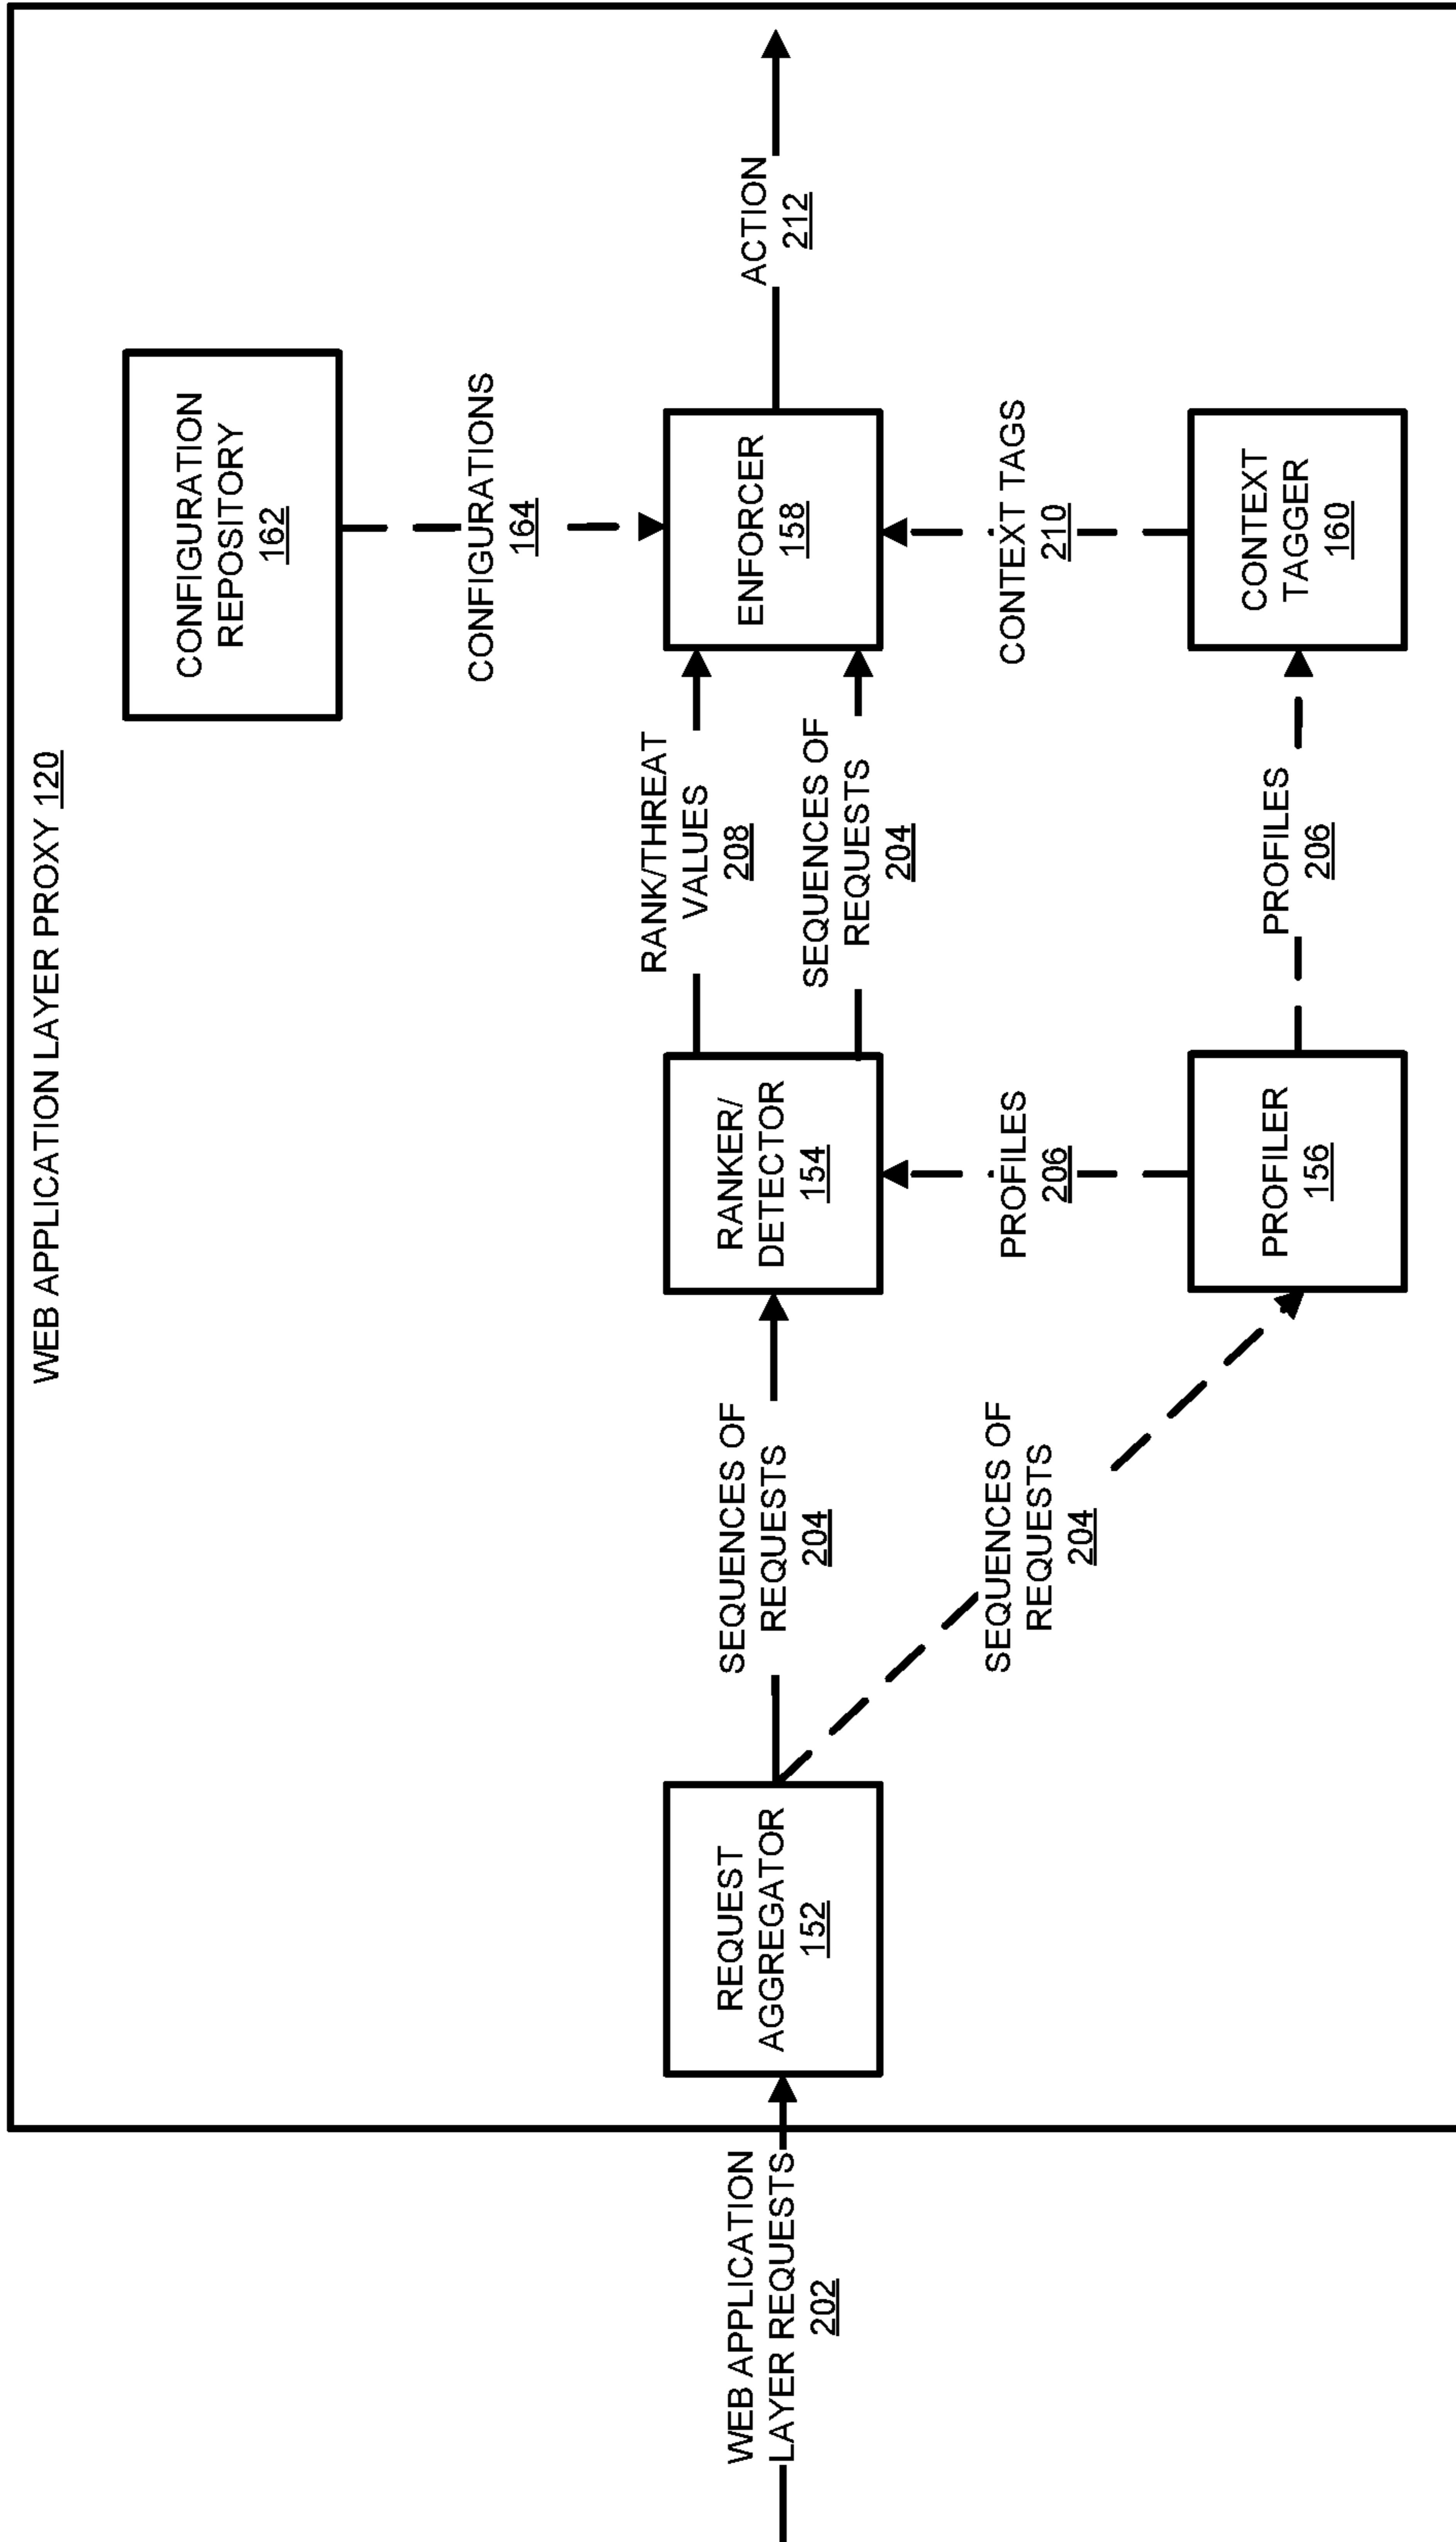 WEB APPLICATION LAYER PROXY 120
WEB APPLICATION
LAYER REQUESTS
202
REQUEST
AGGREGATOR
152
SEQUENCES OF
REQUESTS
204
SEQUENCES OF
REQUESTS
204
RANKER/
DETECTOR
154
PROFILES
206
PROFILER
156
RANK/THREAT
VALUES
208
SEQUENCES OF
REQUESTS
204
PROFILES
206
CONFIGURATION
REPOSITORY
162
CONFIGURATIONS
164
ENFORCER
158
CONTEXT TAGS
210
CONTEXT
TAGGER
160
ACTION
212